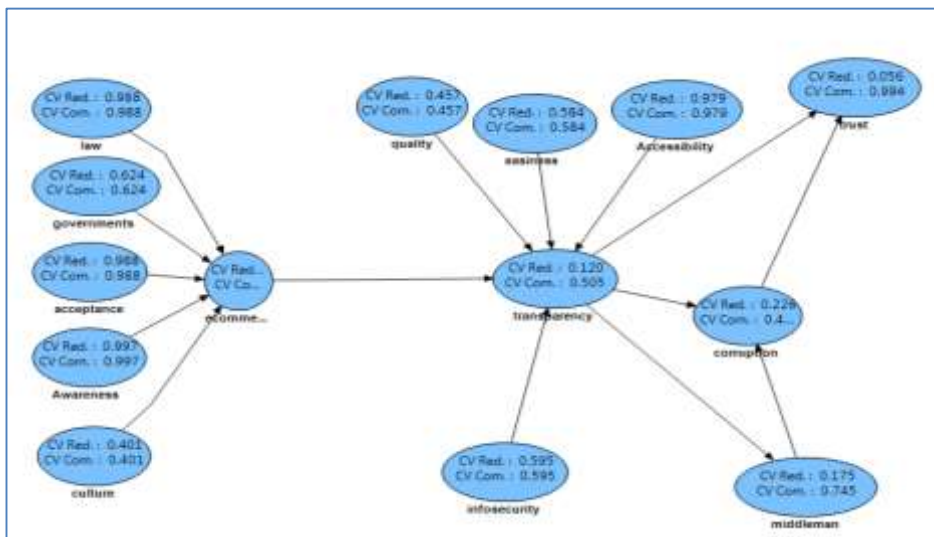 CV Red. : 0.988
CV Com. : 0.988
law
CV Red. : 0.624
CV Com. : 0.624
governments
CV Red. : 0.988
CV Com. : 0.988
acceptance
CV Red. : 0.997
CV Com. : 0.997
Awareness
CV Red. : 0.401
CV Com. : 0.401
culture
CV Red...
CV Co...
ecomme...
CV Red. : 0.457
CV Com. : 0.457
quality
CV Red. : 0.584
CV Com. : 0.584
easiness
CV Red. : 0.979
CV Com. : 0.979
Accessibility
CV Red. : 0.120
CV Com. : 0.505
transparency
CV Red. : 0.595
CV Com. : 0.595
infosecurity
CV Red. : 0.056
CV Com. : 0.994
trust
CV Red. : 0.228
CV Com. : 0.4...
corruption
CV Red. : 0.175
CV Com. : 0.745
middleman